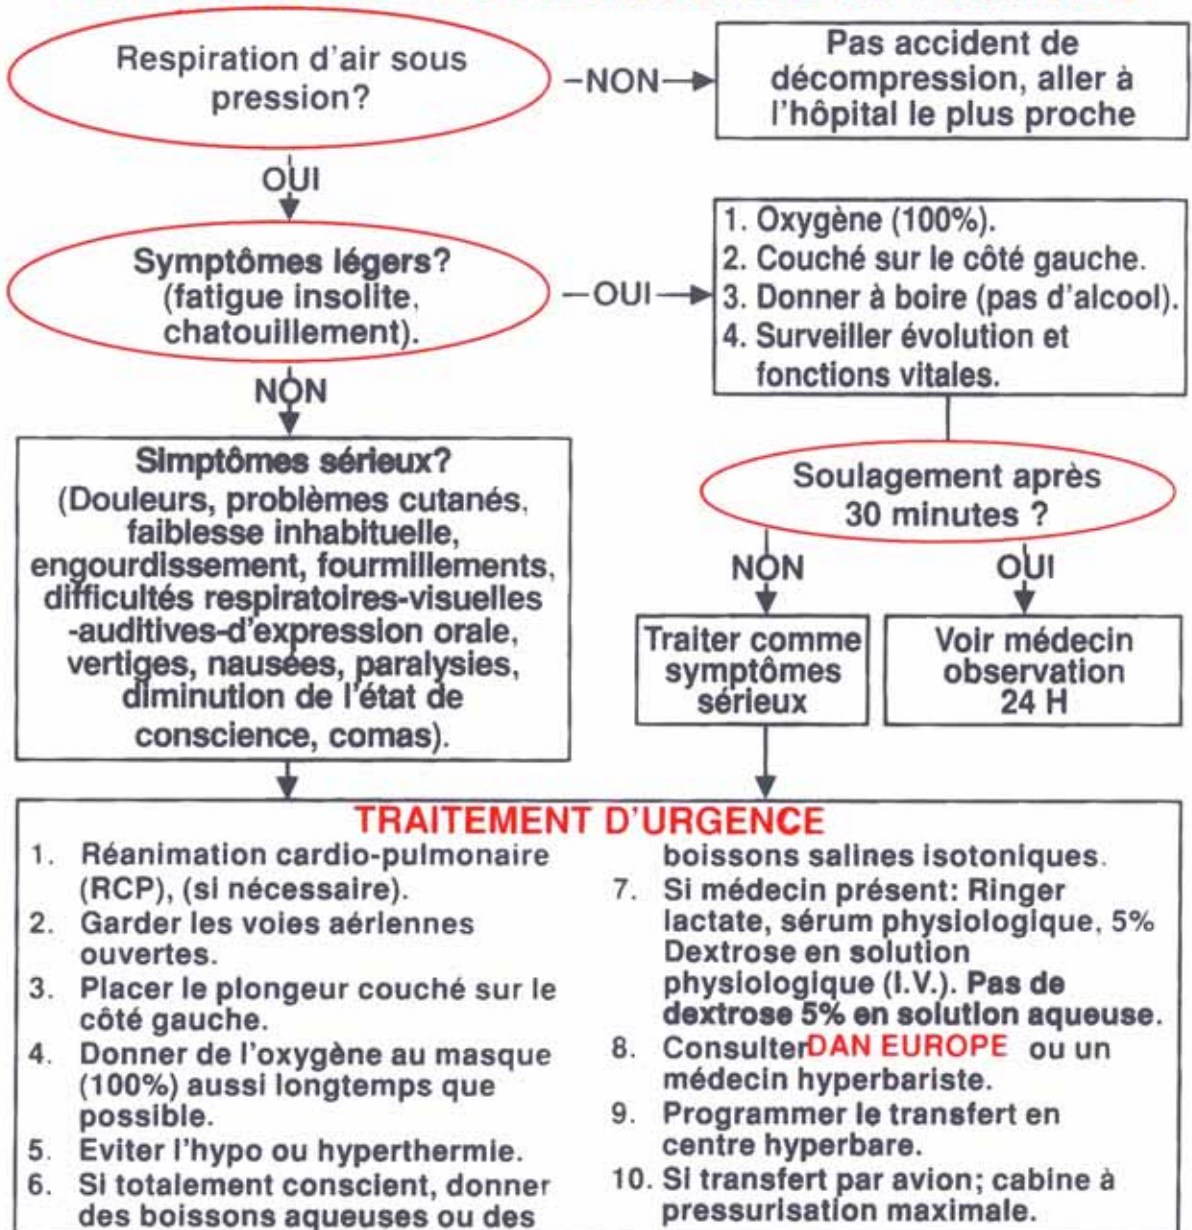 Respiration d'air sous
pression?
NON
Pas accident de
décompression, aller à
l'hôpital le plus proche
OUI
Symptômes légers?
(fatigue insolite,
chatouillement).
OUI
1. Oxygène (100%).
2. Couché sur le côté gauche.
3. Donner à boire (pas d'alcool).
4. Surveiller évolution et
fonctions vitales.
NON
Simptômes sérieux?
(Douleurs, problèmes cutanés,
faiblesse inhabituelle,
engourdissement, fourmillements,
difficultés respiratoires-visuelles
-auditives-d'expression orale,
vertiges, nausées, paralysies,
diminution de l'état de
conscience, comas).
Soulagement après
30 minutes ?
NON
OUI
Traiter comme
symptômes
sérieux
Voir médecin
observation
24 H
TRAITEMENT D'URGENCE
1. Réanimation cardio-pulmonaire
(RCP), (si nécessaire).
2. Garder les voies aériennes
ouvertes.
3. Placer le plongeur couché sur le
côté gauche.
4. Donner de l'oxygène au masque
(100%) aussi longtemps que
possible.
5. Eviter l'hypo ou hyperthermie.
6. Si totalement conscient, donner
des boissons aqueuses ou des
boissons salines isotoniques.
7. Si médecin présent: Ringer
lactate, sérum physiologique, 5%
Dextrose en solution
physiologique (I.V.). Pas de
dextrose 5% en solution aqueuse.
8. Consulter DAN EUROPE ou un
médecin hyperbariste.
9. Programmer le transfert en
centre hyperbare.
10. Si transfert par avion; cabine à
pressurisation maximale.